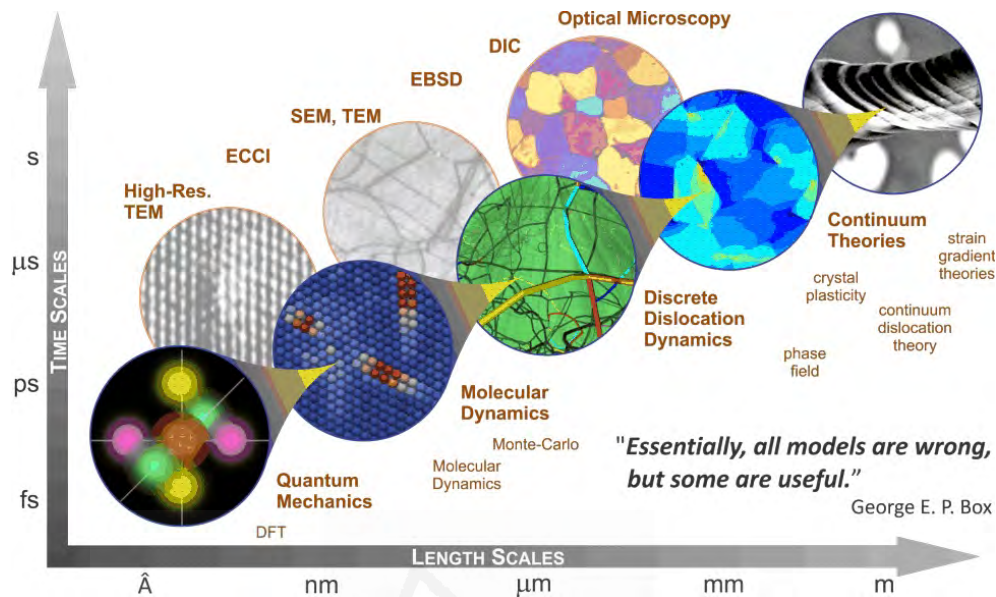 Optical Microscopy
DIC
EBSD
SEM, TEM
ECCI
High-Res.
TEM
s
μs
ps
fs
TIME SCALES
Continuum
Theories
strain
gradient
theories
crystal
plasticity
continuum
dislocation
theory
phase
field
Discrete
Dislocation
Dynamics
Molecular
Dynamics
Monte-Carlo
Molecular
Dynamics
Quantum
Mechanics
DFT
"Essentially, all models are wrong,
but some are useful.”
George E. P. Box
LENGTH SCALES
Â
nm
μm
mm
m